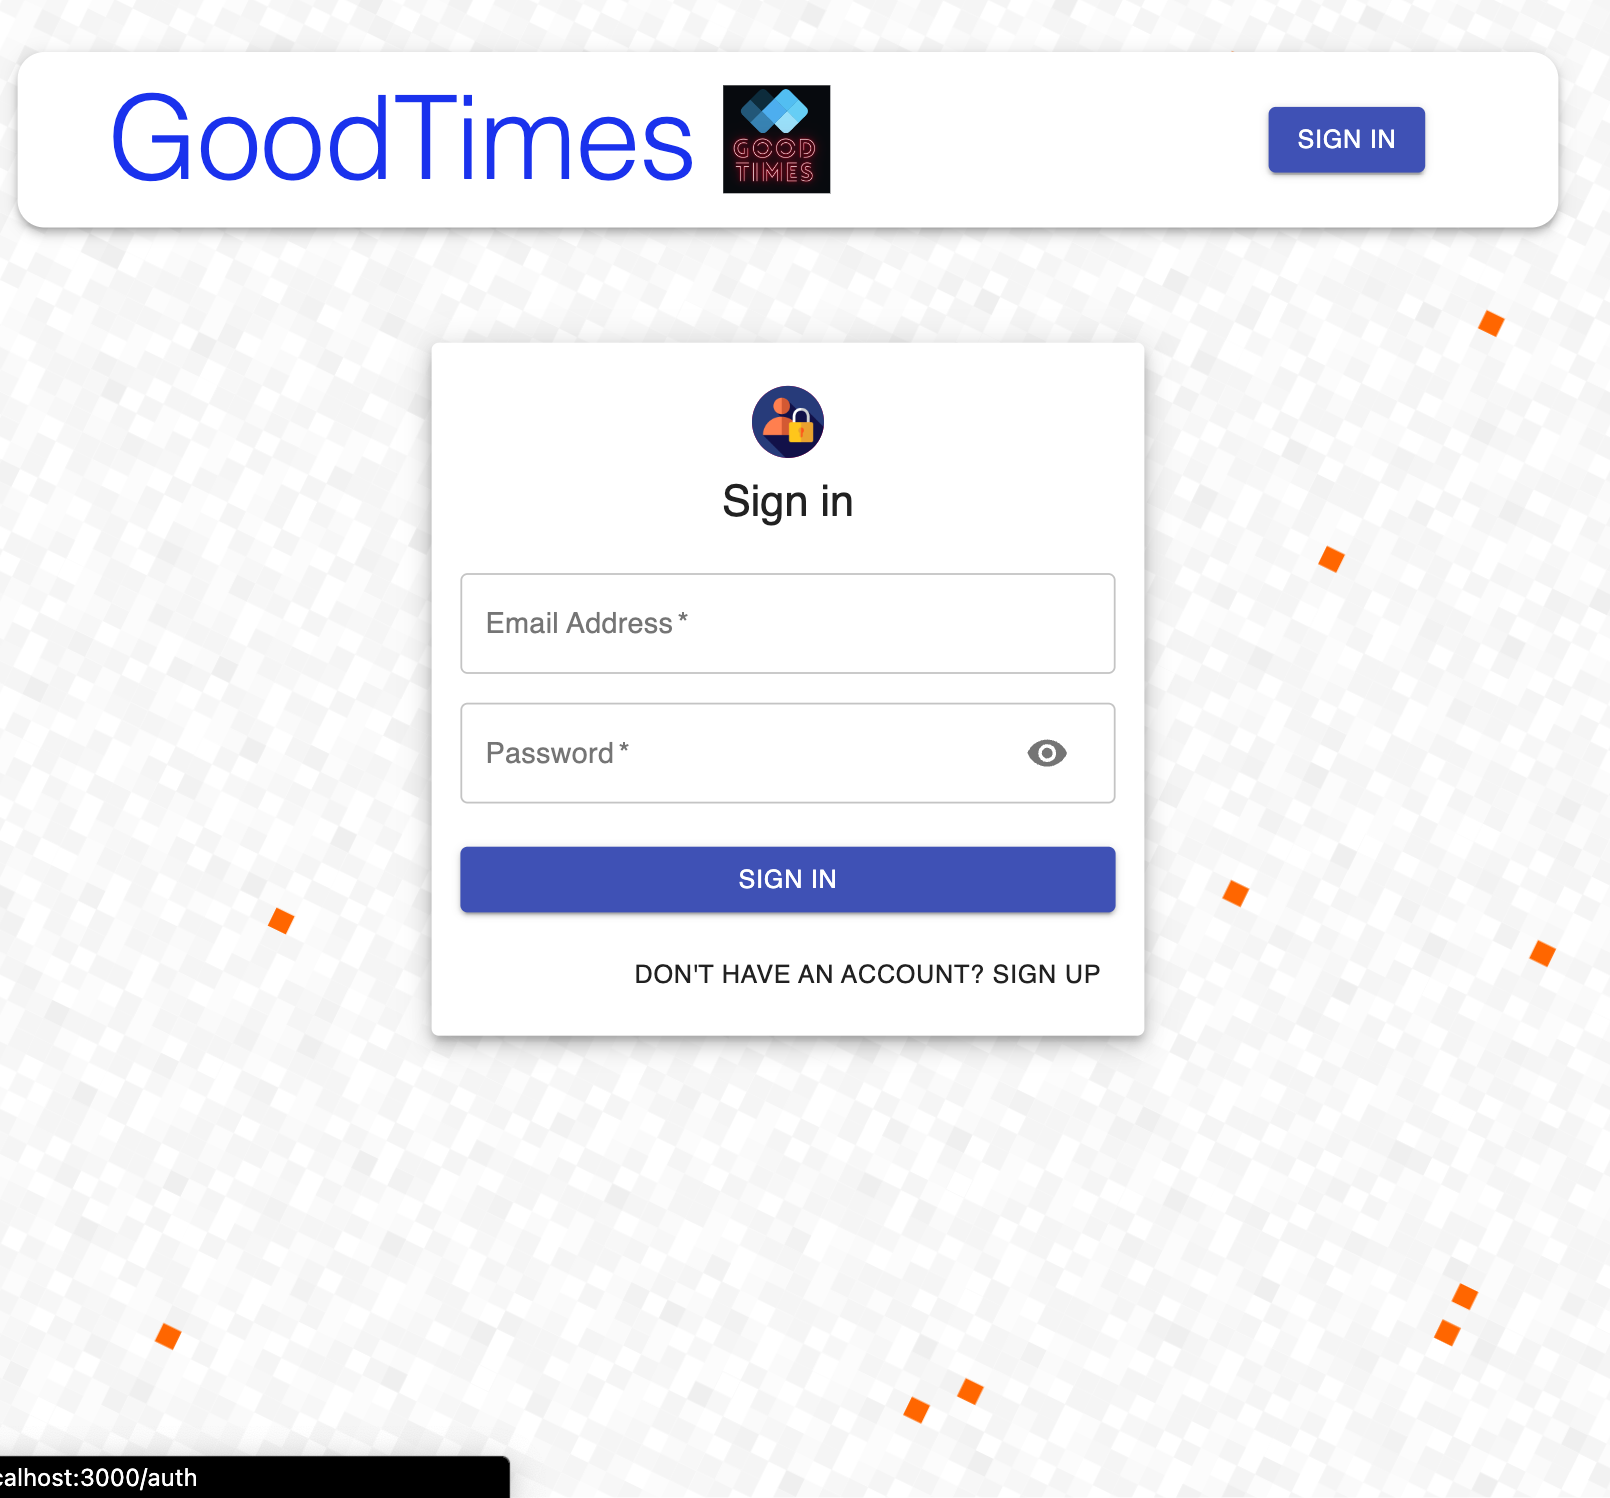 GoodTimes
GOOD
TIMES
SIGN IN
Sign in
Email Address *
Password *
SIGN IN
DON'T HAVE AN ACCOUNT? SIGN UP
calhost:3000/auth